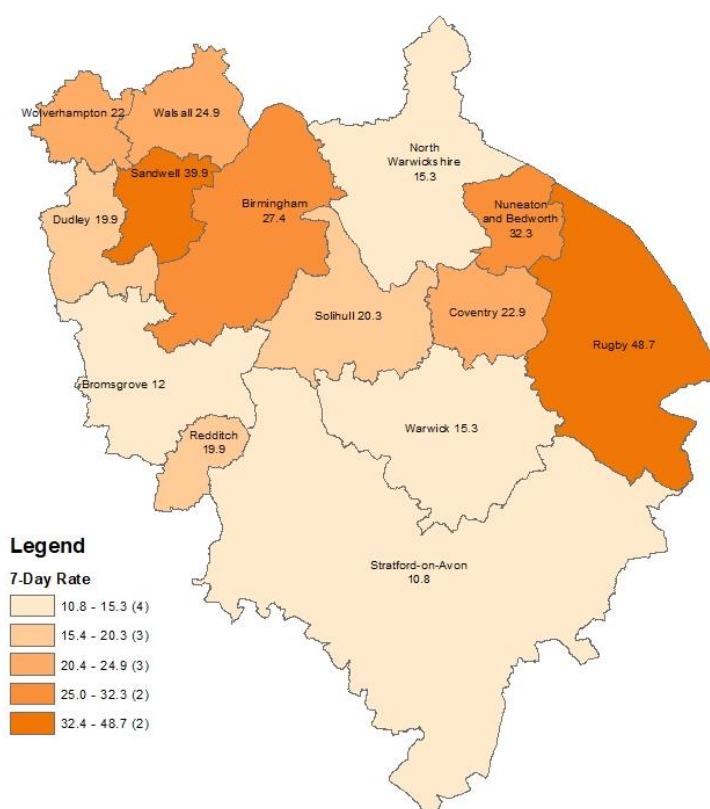 Wolverhampton 22
Walsall 24.9
North
Warwickshire
15.3
Sandwell 39.9
Birmingham
27.4
Nuneaton
and Bedworth
32.3
Dudley 19.9
Solihull 20.3
Coventry 22.9
Rugby 48.7
Bromsgrove 12
Redditch
19.9
Warwick 15.3
Stratford-on-Avon
10.8
Legend
7-Day Rate
10.8 - 15.3 (4)
15.4 - 20.3 (3)
20.4 - 24.9 (3)
25.0 - 32.3 (2)
32.4 - 48.7 (2)